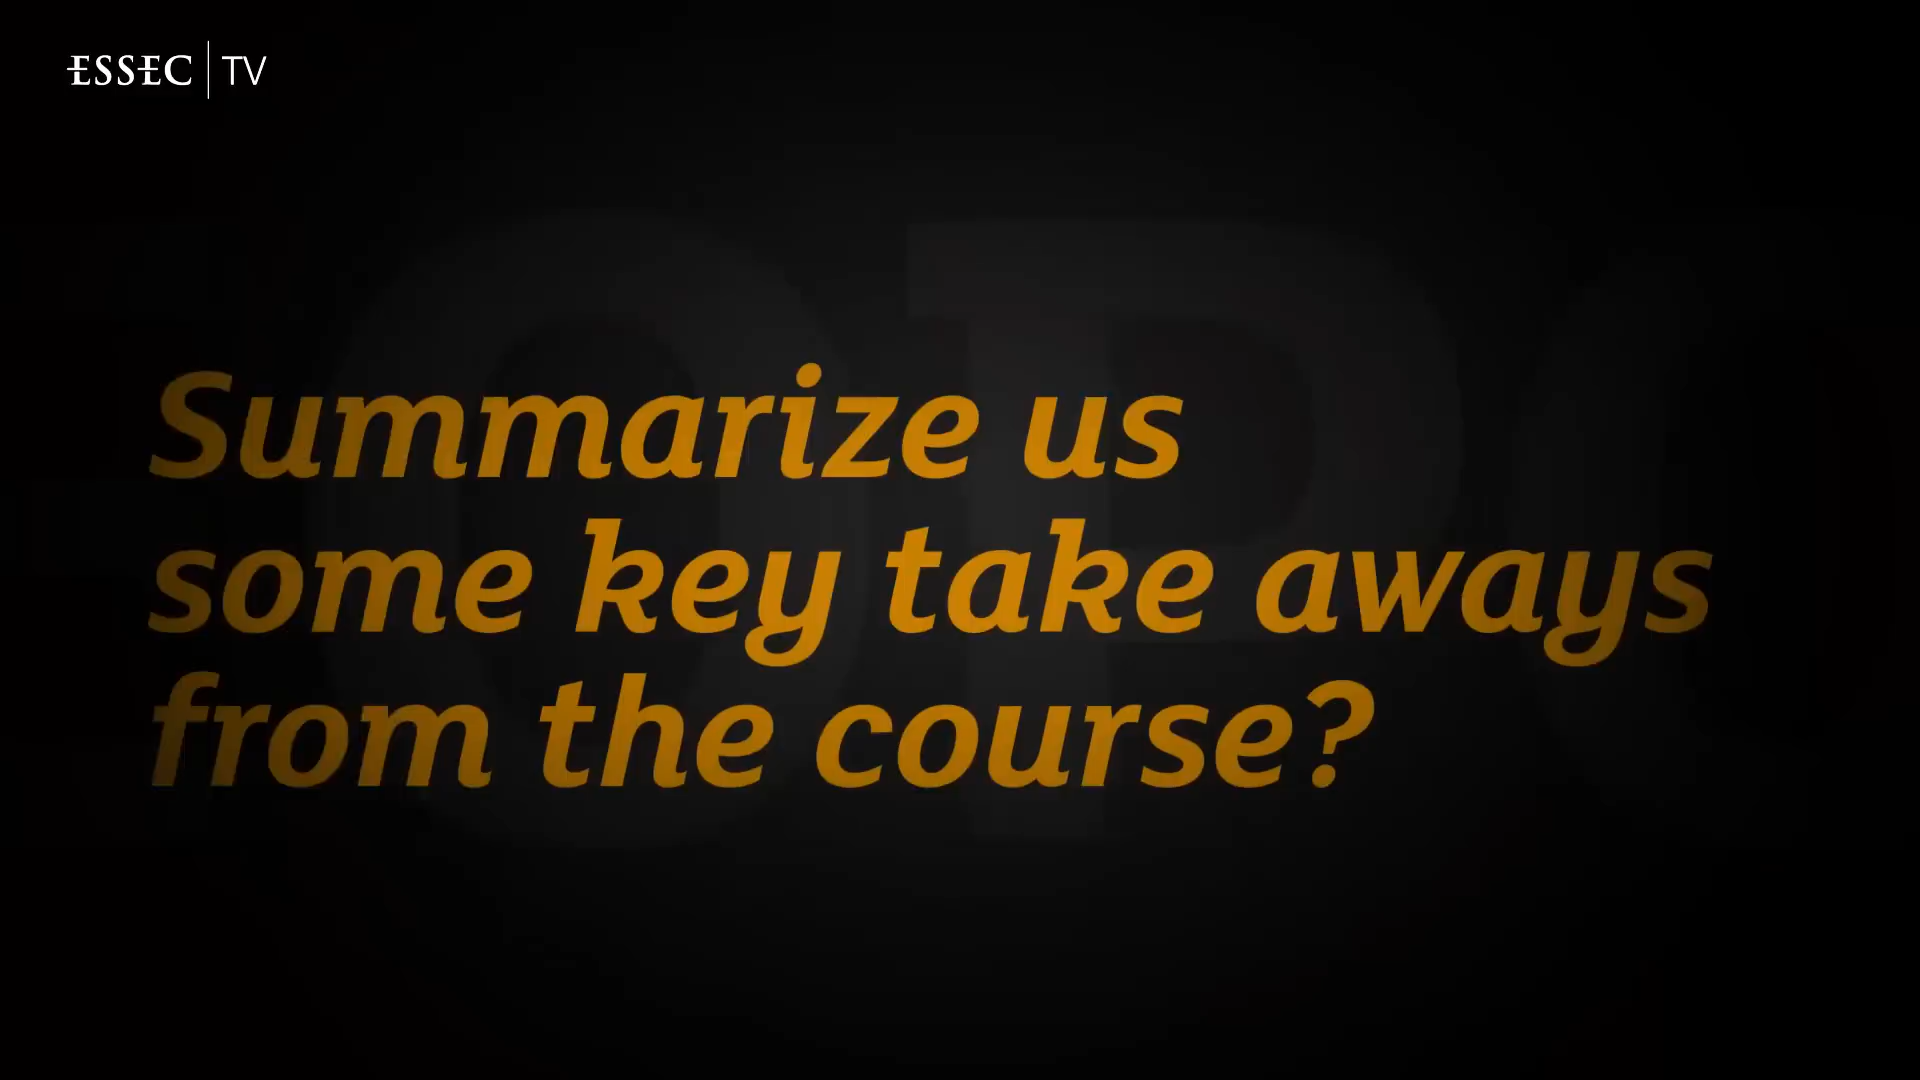 ESSEC | TV
Summarize us
some key take aways
from the course?